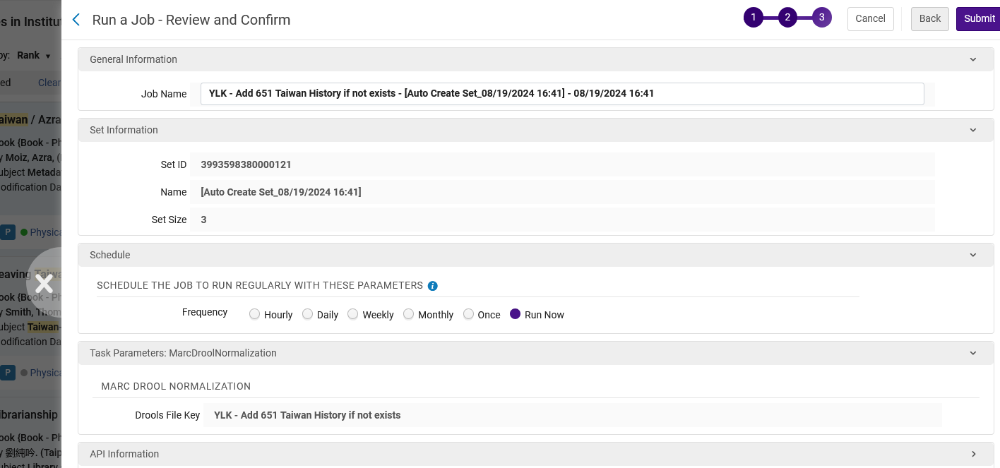 Run a Job - Review and Confirm
1
2
3
Cancel
Back
Submit
General Information
Job Name
YLK - Add 651 Taiwan History if not exists - [Auto Create Set_08/19/2024 16:41] - 08/19/2024 16:41
Set Information
Set ID
3993598380000121
Name
[Auto Create Set_08/19/2024 16:41]
Set Size
3
Schedule
SCHEDULE THE JOB TO RUN REGULARLY WITH THESE PARAMETERS
Frequency
Hourly
Daily
Weekly
Monthly
Once
Run Now
Task Parameters: MarcDroolNormalization
MARC DROOL NORMALIZATION
Drools File Key
YLK - Add 651 Taiwan History if not exists
API Information
s in Institu
by: Rank
ed
Clear
aiwan / Azra
ook {Book - Ph
y Moiz, Azra, (
ubject Metada
odification Da
P
Physica
eaving Taiwa
ook {Book - Ph
y Smith, Thom
ubject Taiwan-
odification Da
P
Physica
ibrarianship
ook {Book - Ph
y 劉純吟. (Taip
ubject Library